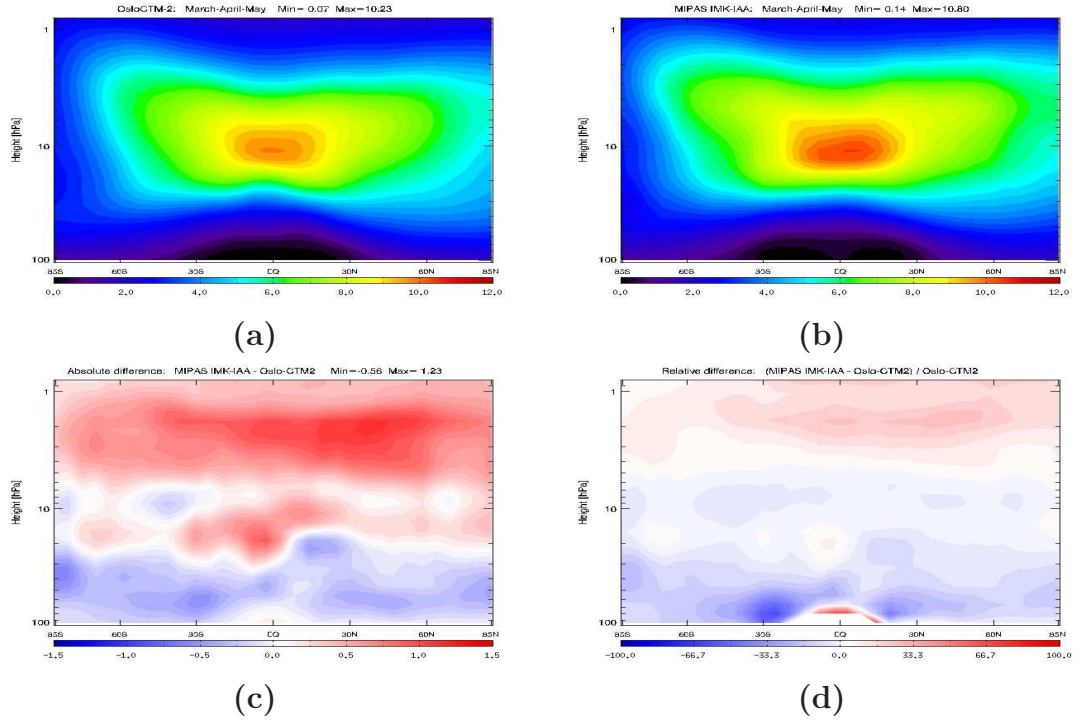 OsloCTM-2: March-April-May Min= 0.07 Max=10.23
Height [hPa]
1
10
100
85S 60S 30S EQ 30N 60N 85N
0.0 2.0 4.0 6.0 8.0 10.0 12.0
(a)
MIPAS IMK-IAA: March-April-May Min= 0.14 Max=10.80
Height [hPa]
1
10
100
85S 60S 30S EQ 30N 60N 85N
0.0 2.0 4.0 6.0 8.0 10.0 12.0
(b)
Absolute difference: MIPAS IMK-IAA - Oslo-CTM2 Min=-0.56 Max= 1.23
Height [hPa]
1
10
100
85S 60S 30S EQ 30N 60N 85N
-1.5 -1.0 -0.5 0.0 0.5 1.0 1.5
(c)
Relative difference: (MIPAS IMK-IAA - Oslo-CTM2) / Oslo-CTM2
Height [hPa]
1
10
100
85S 60S 30S EQ 30N 60N 85N
-100.0 -66.7 -33.3 0.0 33.3 66.7 100.0
(d)